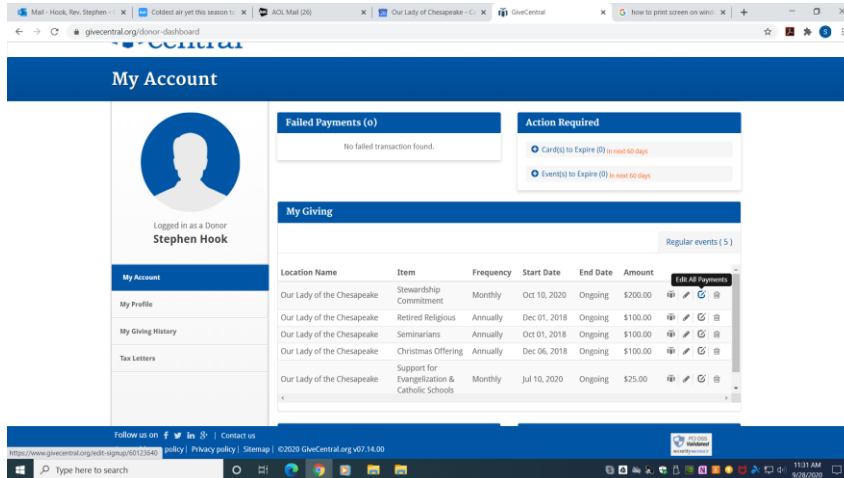 Mail - Hook, Rev. Stephen - 
Coldest air yet this season to
AOL Mail (26)
Our Lady of Chesapeake - C
GiveCentral
how to print screen on wind
givecentral.org/donor-dashboard
central
My Account
Logged in as a Donor
Stephen Hook
My Account
My Profile
My Giving History
Tax Letters
Failed Payments (0)
No failed transaction found.
Action Required
Card(s) to Expire (0) in next 60 days
Event(s) to Expire (0) in next 60 days
My Giving
Regular events ( 5 )
Location Name Item Frequency Start Date End Date Amount
Edit All Payments
Our Lady of the Chesapeake Stewardship Commitment Monthly Oct 10, 2020 Ongoing $200.00
Our Lady of the Chesapeake Retired Religious Annually Dec 01, 2018 Ongoing $100.00
Our Lady of the Chesapeake Seminarians Annually Oct 01, 2018 Ongoing $100.00
Our Lady of the Chesapeake Christmas Offering Annually Dec 06, 2018 Ongoing $100.00
Our Lady of the Chesapeake Support for Evangelization & Catholic Schools Monthly Jul 10, 2020 Ongoing $25.00
Follow us on | Contact us
policy | Privacy policy | Sitemap | ©2020 GiveCentral.org v07.14.00
https://www.givecentral.org/edit-signup/60123640
PCI DSS
Validated
Type here to search
11:31 AM
9/28/2020